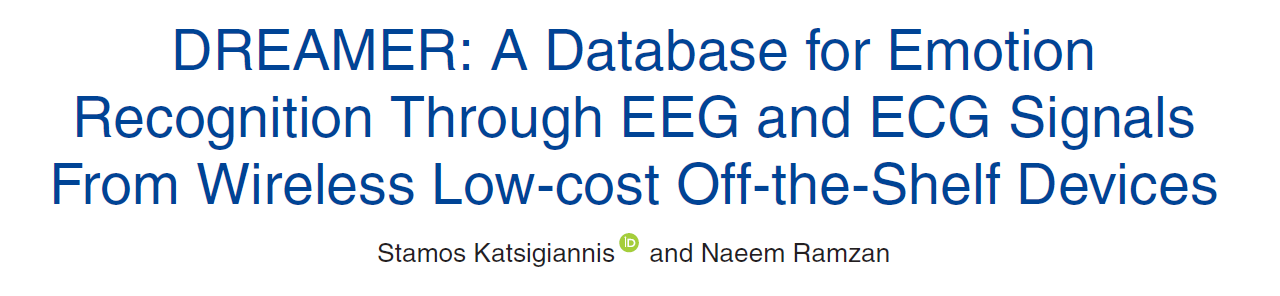 DREAMER: A Database for Emotion
Recognition Through EEG and ECG Signals
From Wireless Low-cost Off-the-Shelf Devices
Stamos Katsigiannis iD and Naeem Ramzan